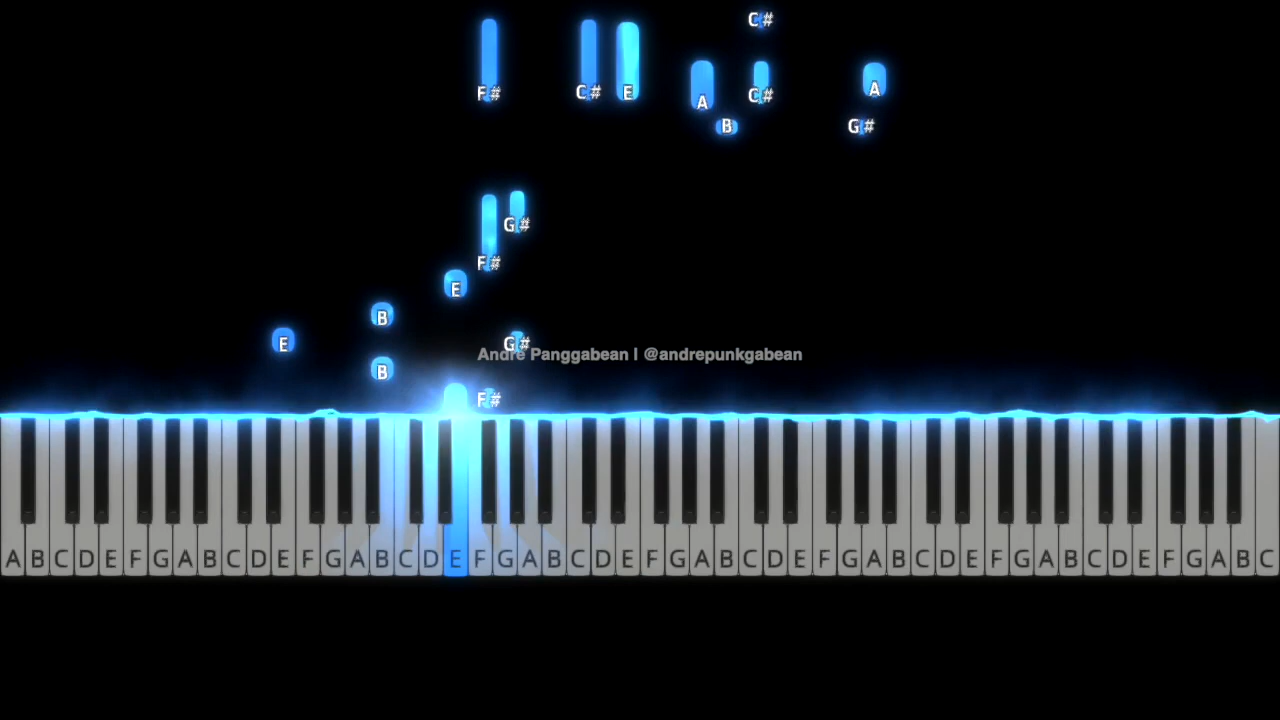 C#
F# C# E A C# A
B G#
G#
F#
E
B
E G#
Andre Panggabean | @andrepunkgabean
B
F#
A B C D E F G A B C D E F G A B C D E F G A B C D E F G A B C D E F G A B C D E F G A B C D E F G A B C